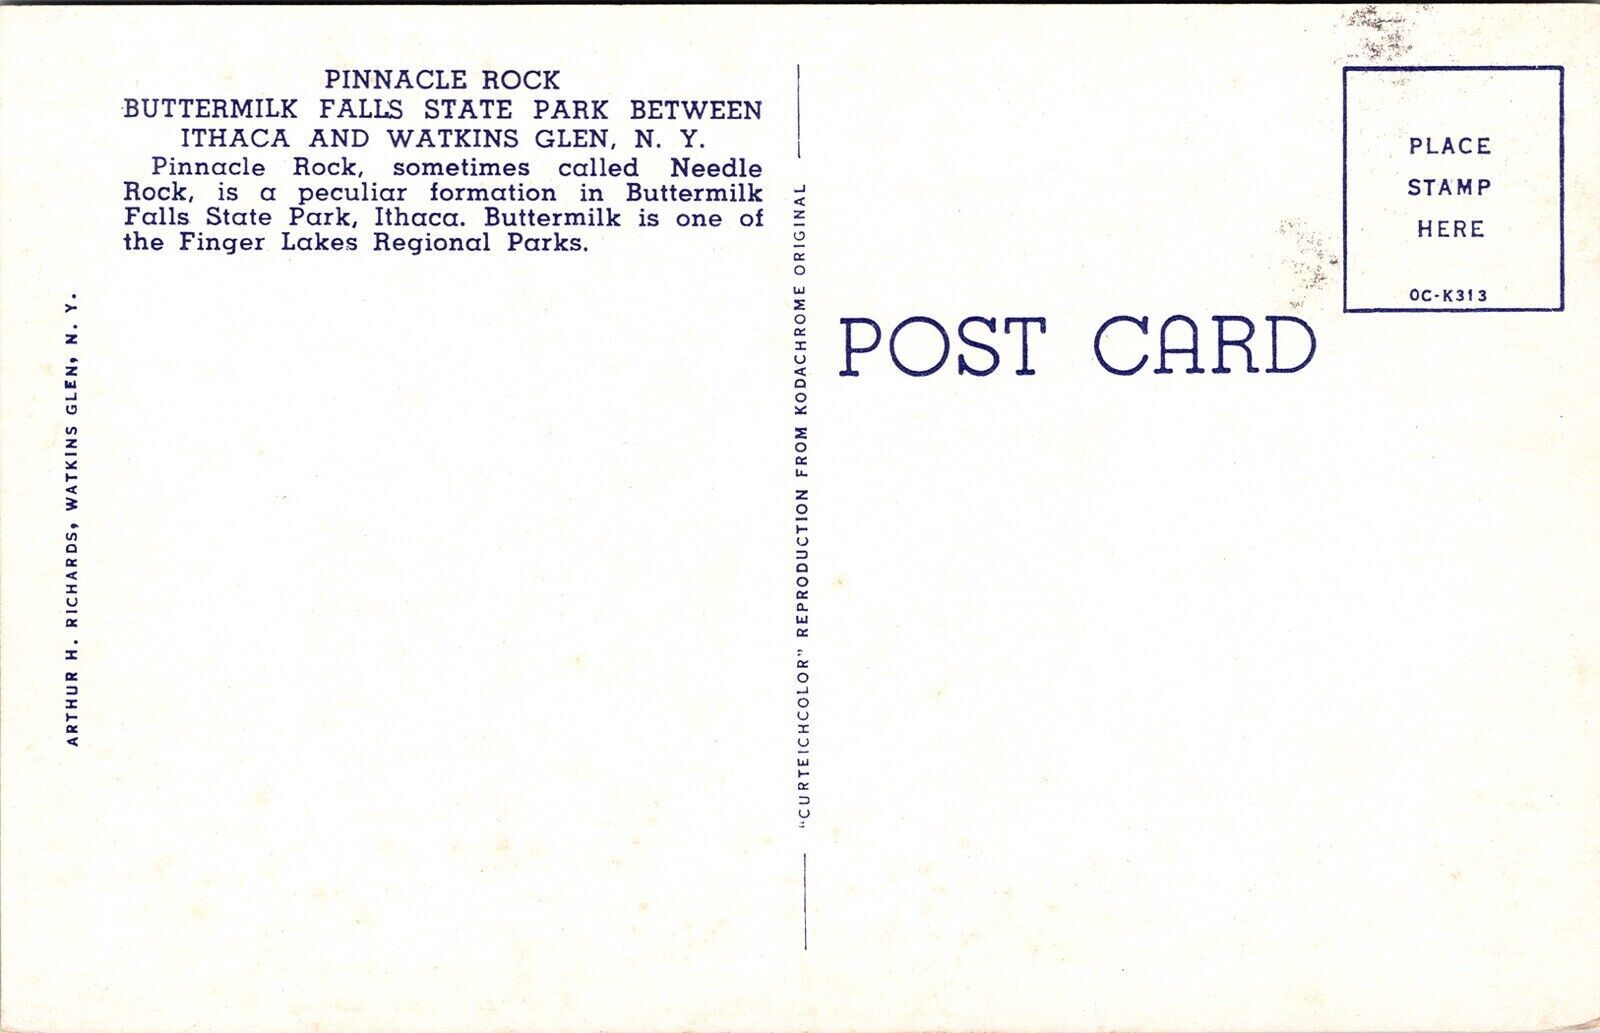 PINNACLE ROCK
BUTTERMILK FALLS STATE PARK BETWEEN
ITHACA AND WATKINS GLEN, N. Y.
Pinnacle Rock, sometimes called Needle
Rock, is a peculiar formation in Buttermilk
Falls State Park, Ithaca. Buttermilk is one of
the Finger Lakes Regional Parks.
ARTHUR H. RICHARDS, WATKINS GLEN, N. Y.
"CURTEICHCOLOR" REPRODUCTION FROM KODACHROME ORIGINAL
POST CARD
PLACE
STAMP
HERE
OC-K313